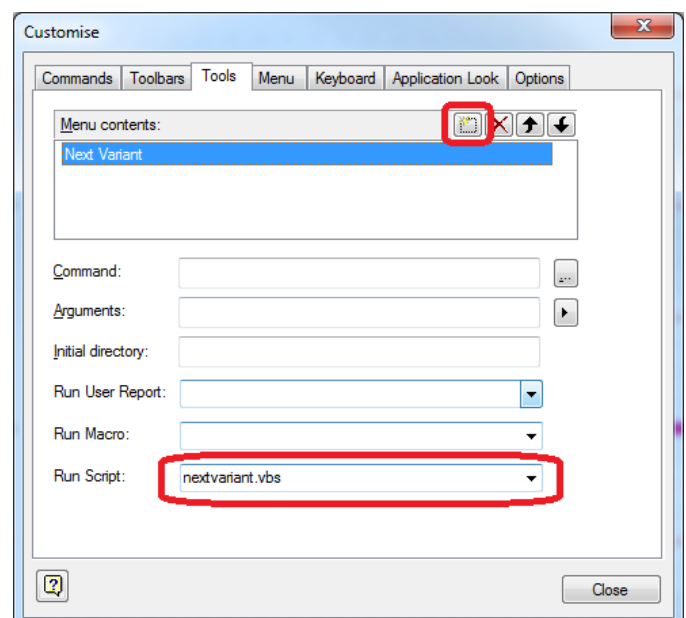 Customise
Commands Toolbars Tools Menu Keyboard Application Look Options
Menu contents:
Next Variant
Command:
...
Arguments:
Initial directory:
Run User Report:
Run Macro:
Run Script: nextvariant.vbs
Close